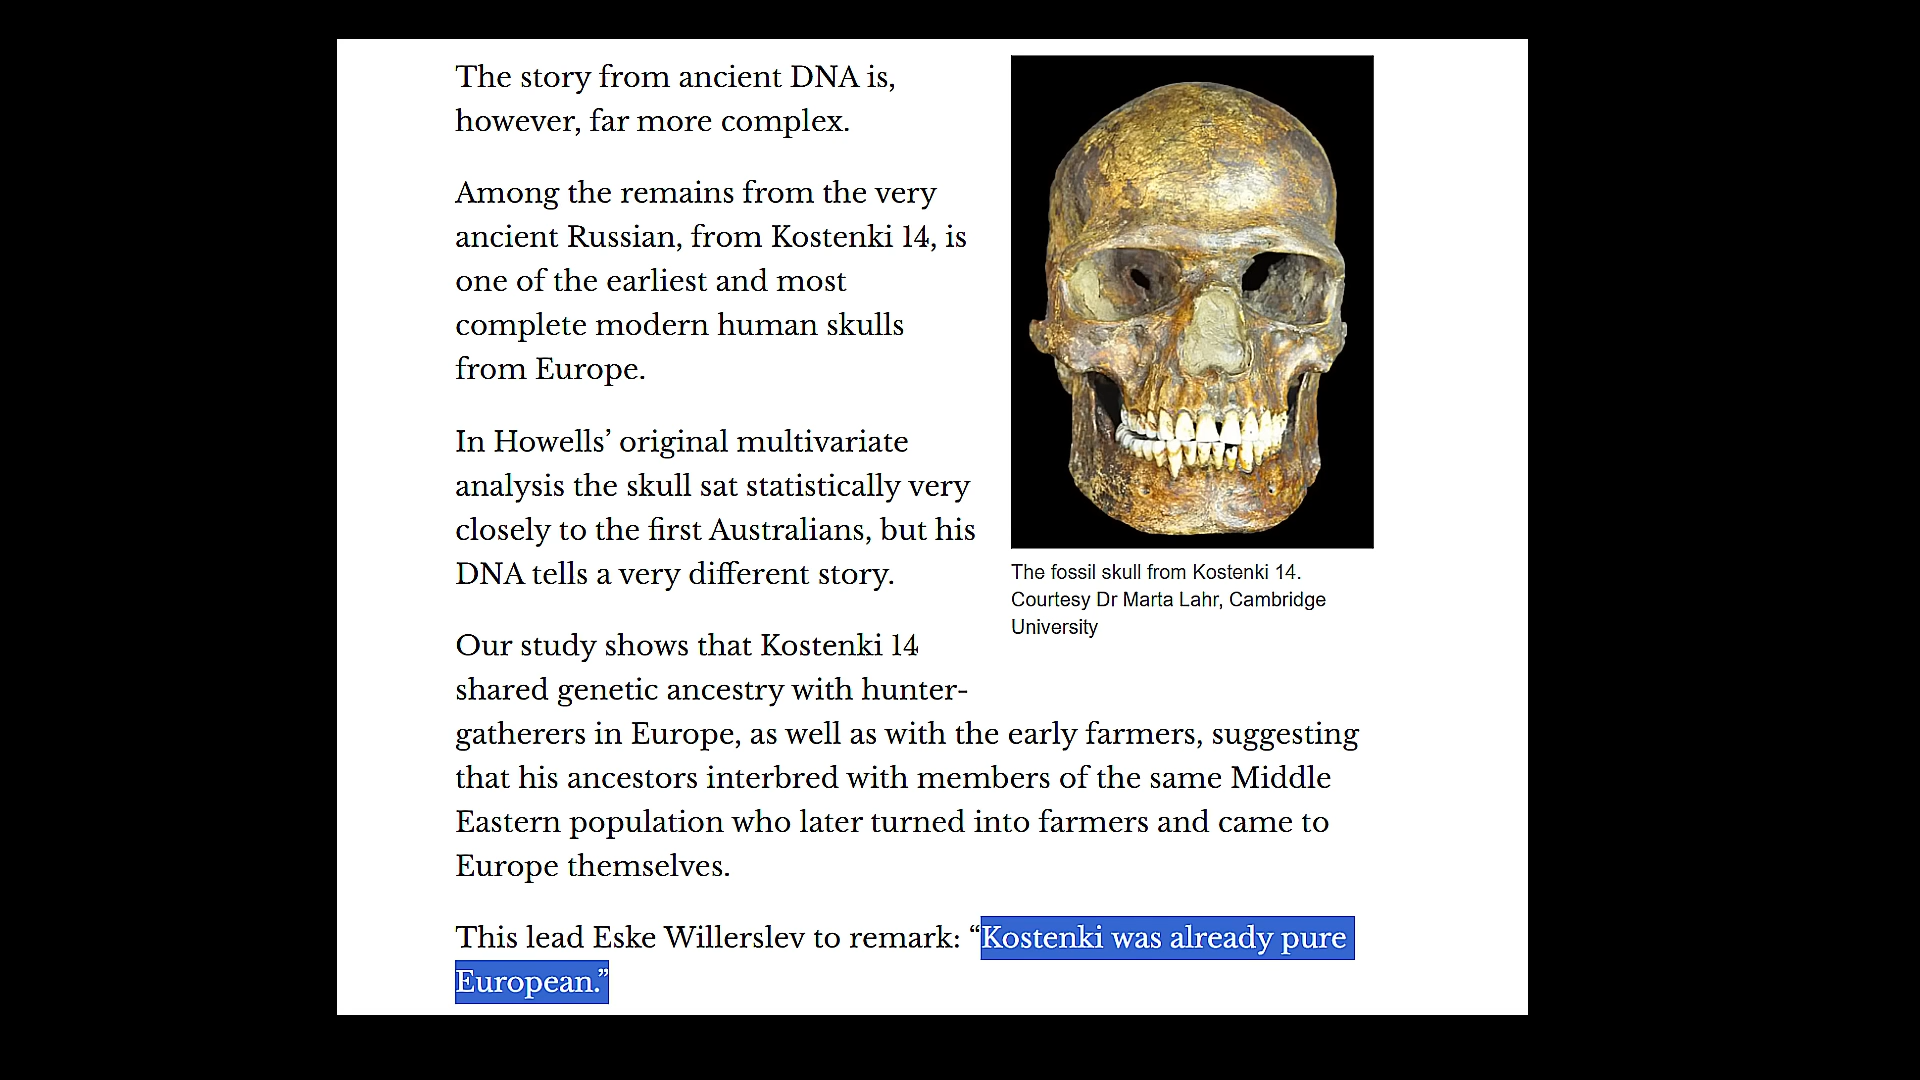 The story from ancient DNA is,
however, far more complex.
Among the remains from the very
ancient Russian, from Kostenki 14, is
one of the earliest and most
complete modern human skulls
from Europe.
In Howells’ original multivariate
analysis the skull sat statistically very
closely to the first Australians, but his
DNA tells a very different story.
The fossil skull from Kostenki 14.
Courtesy Dr Marta Lahr, Cambridge
University
Our study shows that Kostenki 14
shared genetic ancestry with hunter-
gatherers in Europe, as well as with the early farmers, suggesting
that his ancestors interbred with members of the same Middle
Eastern population who later turned into farmers and came to
Europe themselves.
This lead Eske Willerslev to remark: “Kostenki was already pure
European.”